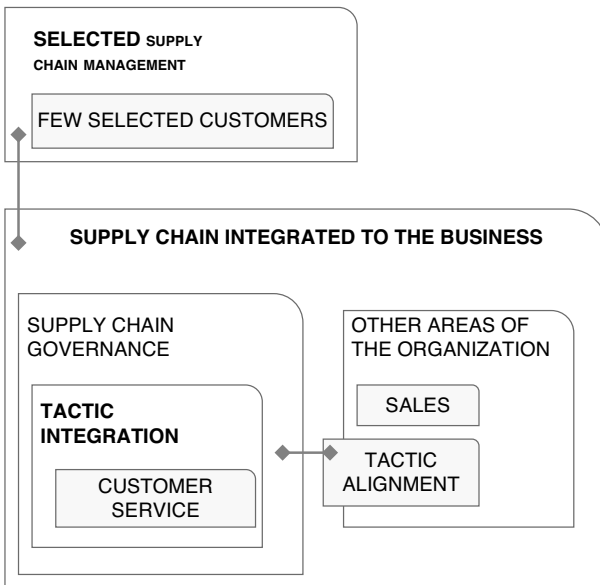 SELECTED SUPPLY
CHAIN MANAGEMENT
FEW SELECTED CUSTOMERS
SUPPLY CHAIN INTEGRATED TO THE BUSINESS
SUPPLY CHAIN
GOVERNANCE
TACTIC
INTEGRATION
CUSTOMER
SERVICE
OTHER AREAS OF
THE ORGANIZATION
SALES
TACTIC
ALIGNMENT